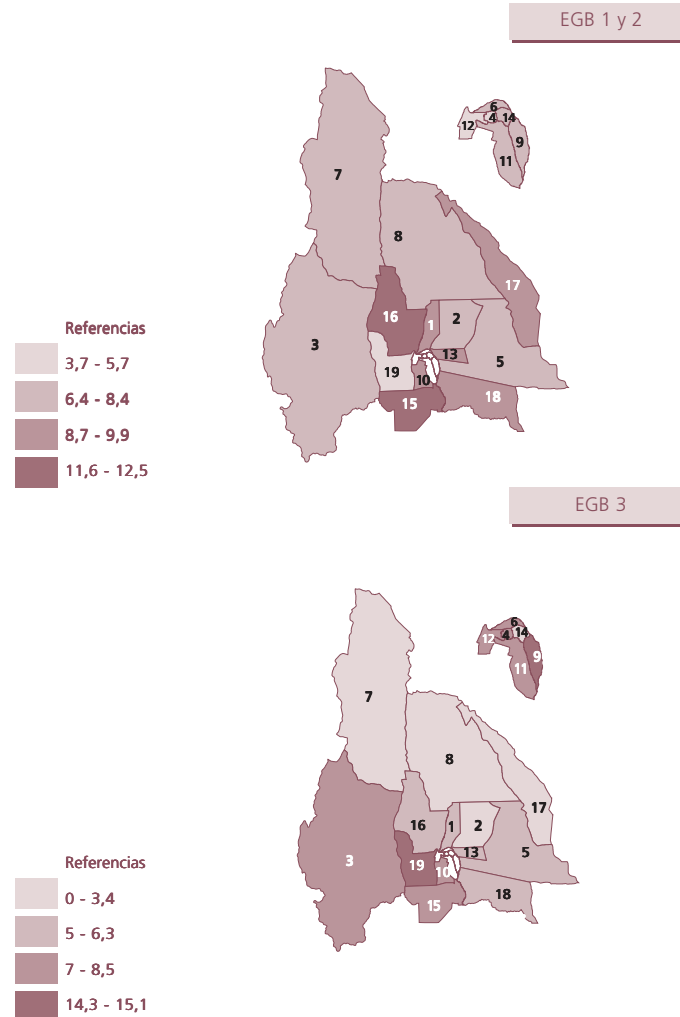 EGB 1 y 2
6
4 14
12
9
11
7
8
17
16
1 2
3
13
5
19
10
18
15
Referencias
3,7 - 5,7
6,4 - 8,4
8,7 - 9,9
11,6 - 12,5
EGB 3
6
12 4 14
9
11
7
8
17
16 1 2
13 5
3
19 10
18
15
Referencias
0 - 3,4
5 - 6,3
7 - 8,5
14,3 - 15,1